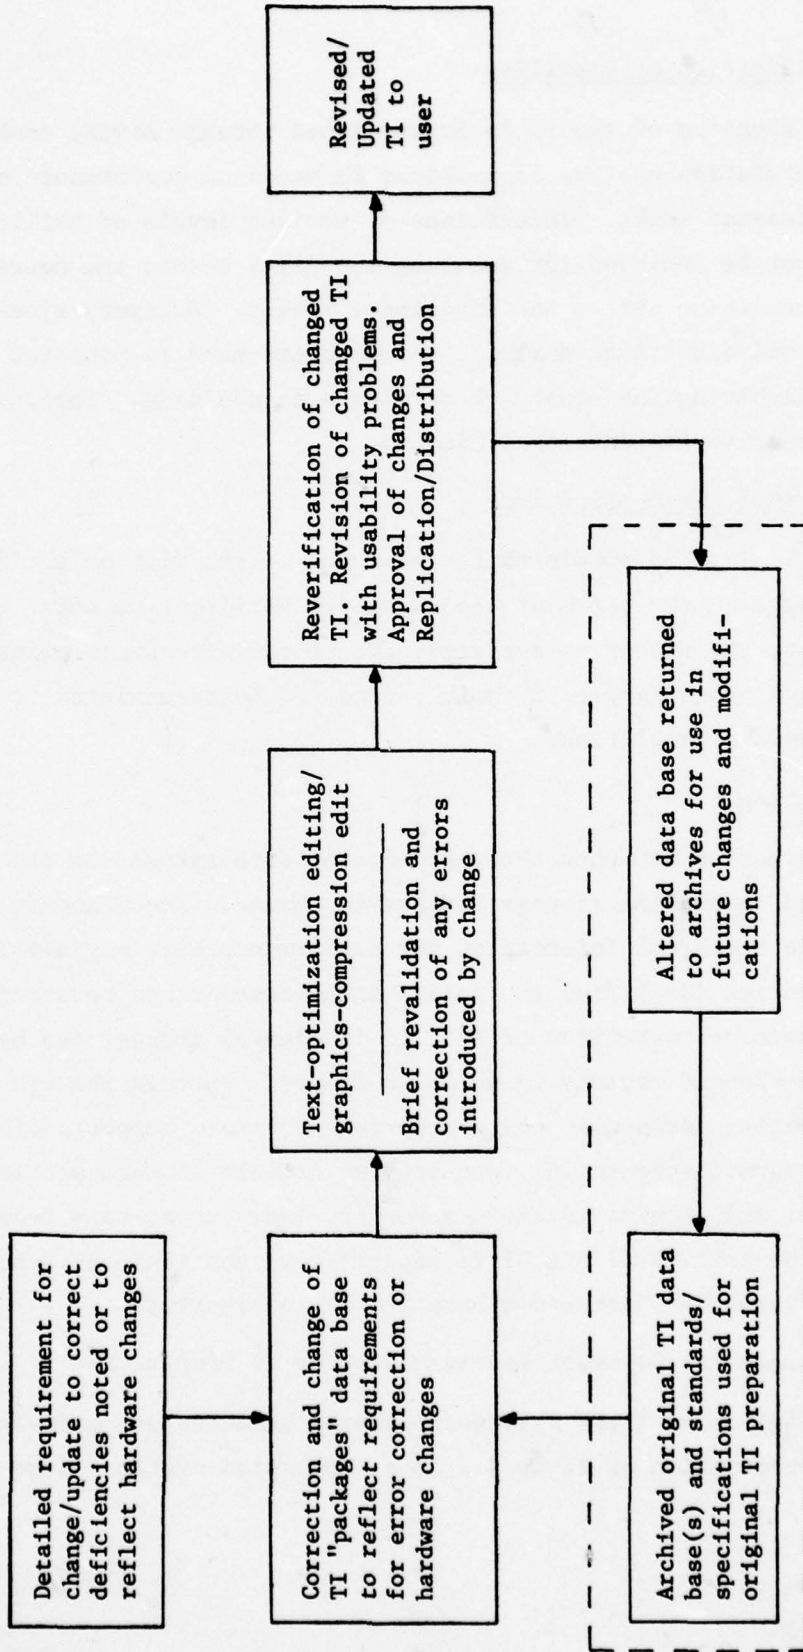 Detailed requirement for
change/update to correct
deficiencies noted or to
reflect hardware changes
Correction and change of
TI "packages" data base
to reflect requirements
for error correction or
hardware changes
Archived original TI data
base(s) and standards/
specifications used for
original TI preparation
Text-optimization editing/
graphics-compression edit
Brief revalidation and
correction of any errors
introduced by change
Altered data base returned
to archives for use in
future changes and modifi-
cations
Reverification of changed
TI. Revision of changed TI
with usability problems.
Approval of changes and
Replication/Distribution
Revised/
Updated
TI to
user